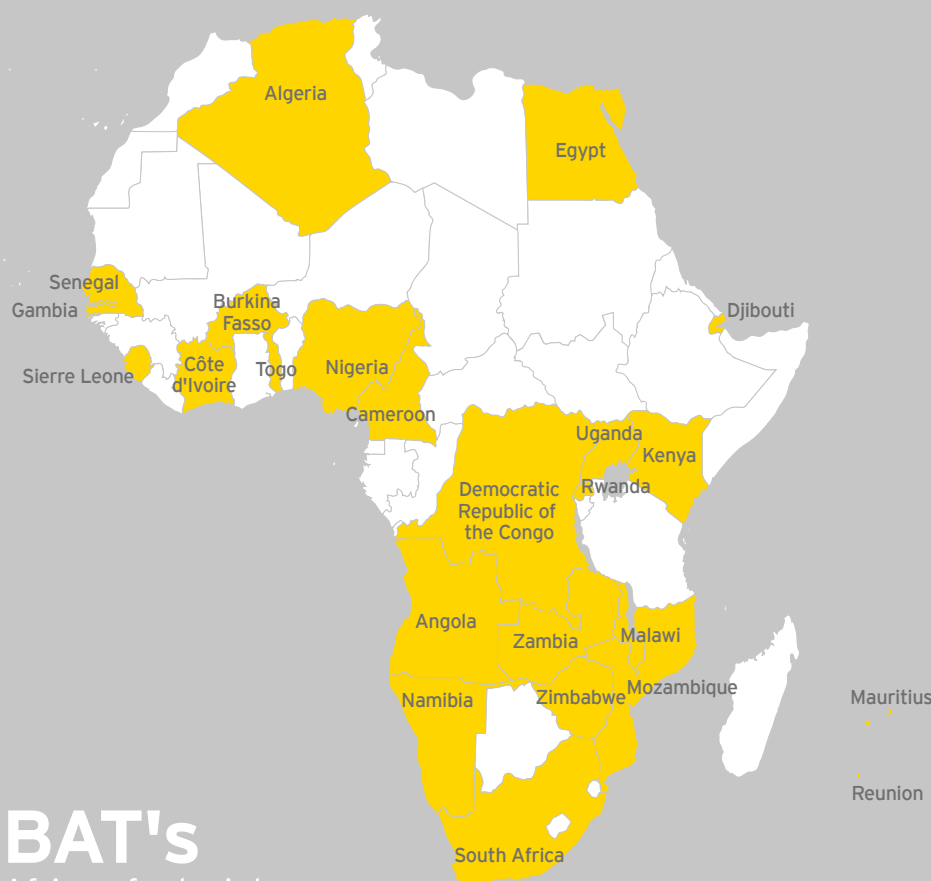 Algeria
Egypt
Senegal
Gambia
Burkina
Fasso
Djibouti
Sierre Leone
Côte
d'Ivoire
Togo
Nigeria
Cameroon
Uganda
Kenya
Rwanda
Democratic
Republic of
the Congo
Angola
Zambia
Malawi
Namibia
Zimbabwe
Mozambique
Mauritius
Reunion
BAT's
South Africa